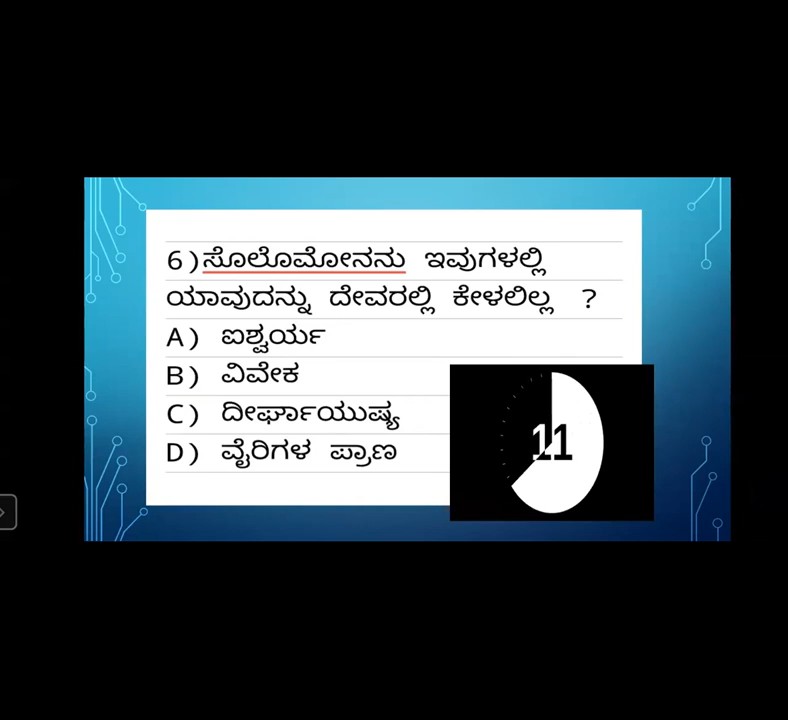 6)ಸೊಲೊಮೋನನು ಇವುಗಳಲ್ಲಿ
ಯಾವುದನ್ನು ದೇವರಲ್ಲಿ ಕೇಳಲಿಲ್ಲ ?
A) ಐಶ್ವರ್ಯ
B) ವಿವೇಕ
C) ದೀರ್ಘಾಯುಷ್ಯ
D) ವೈರಿಗಳ ಪ್ರಾಣ
11